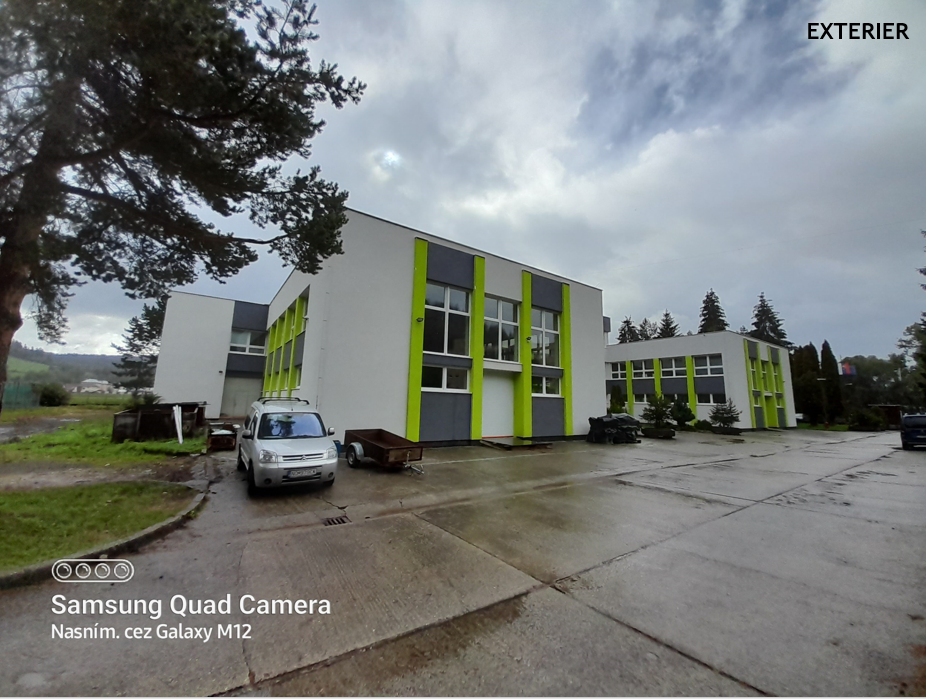 EXTERIER
Samsung Quad Camera
Nasním. cez Galaxy M12